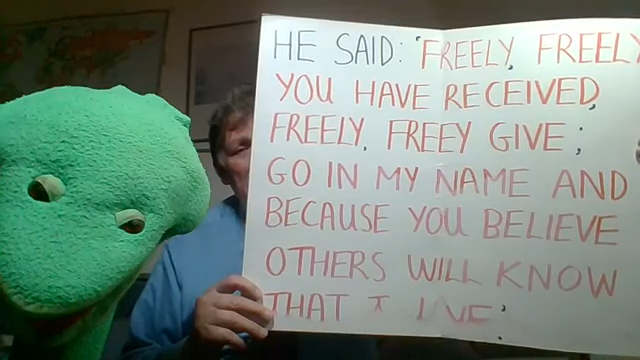 HE SAID: 'FREELY, FREELY
YOU HAVE RECEIVED,
FREELY, FREEY GIVE;
GO IN MY NAME AND
BECAUSE YOU BELIEVE
OTHERS WILL KNOW
THAT I LIVE'